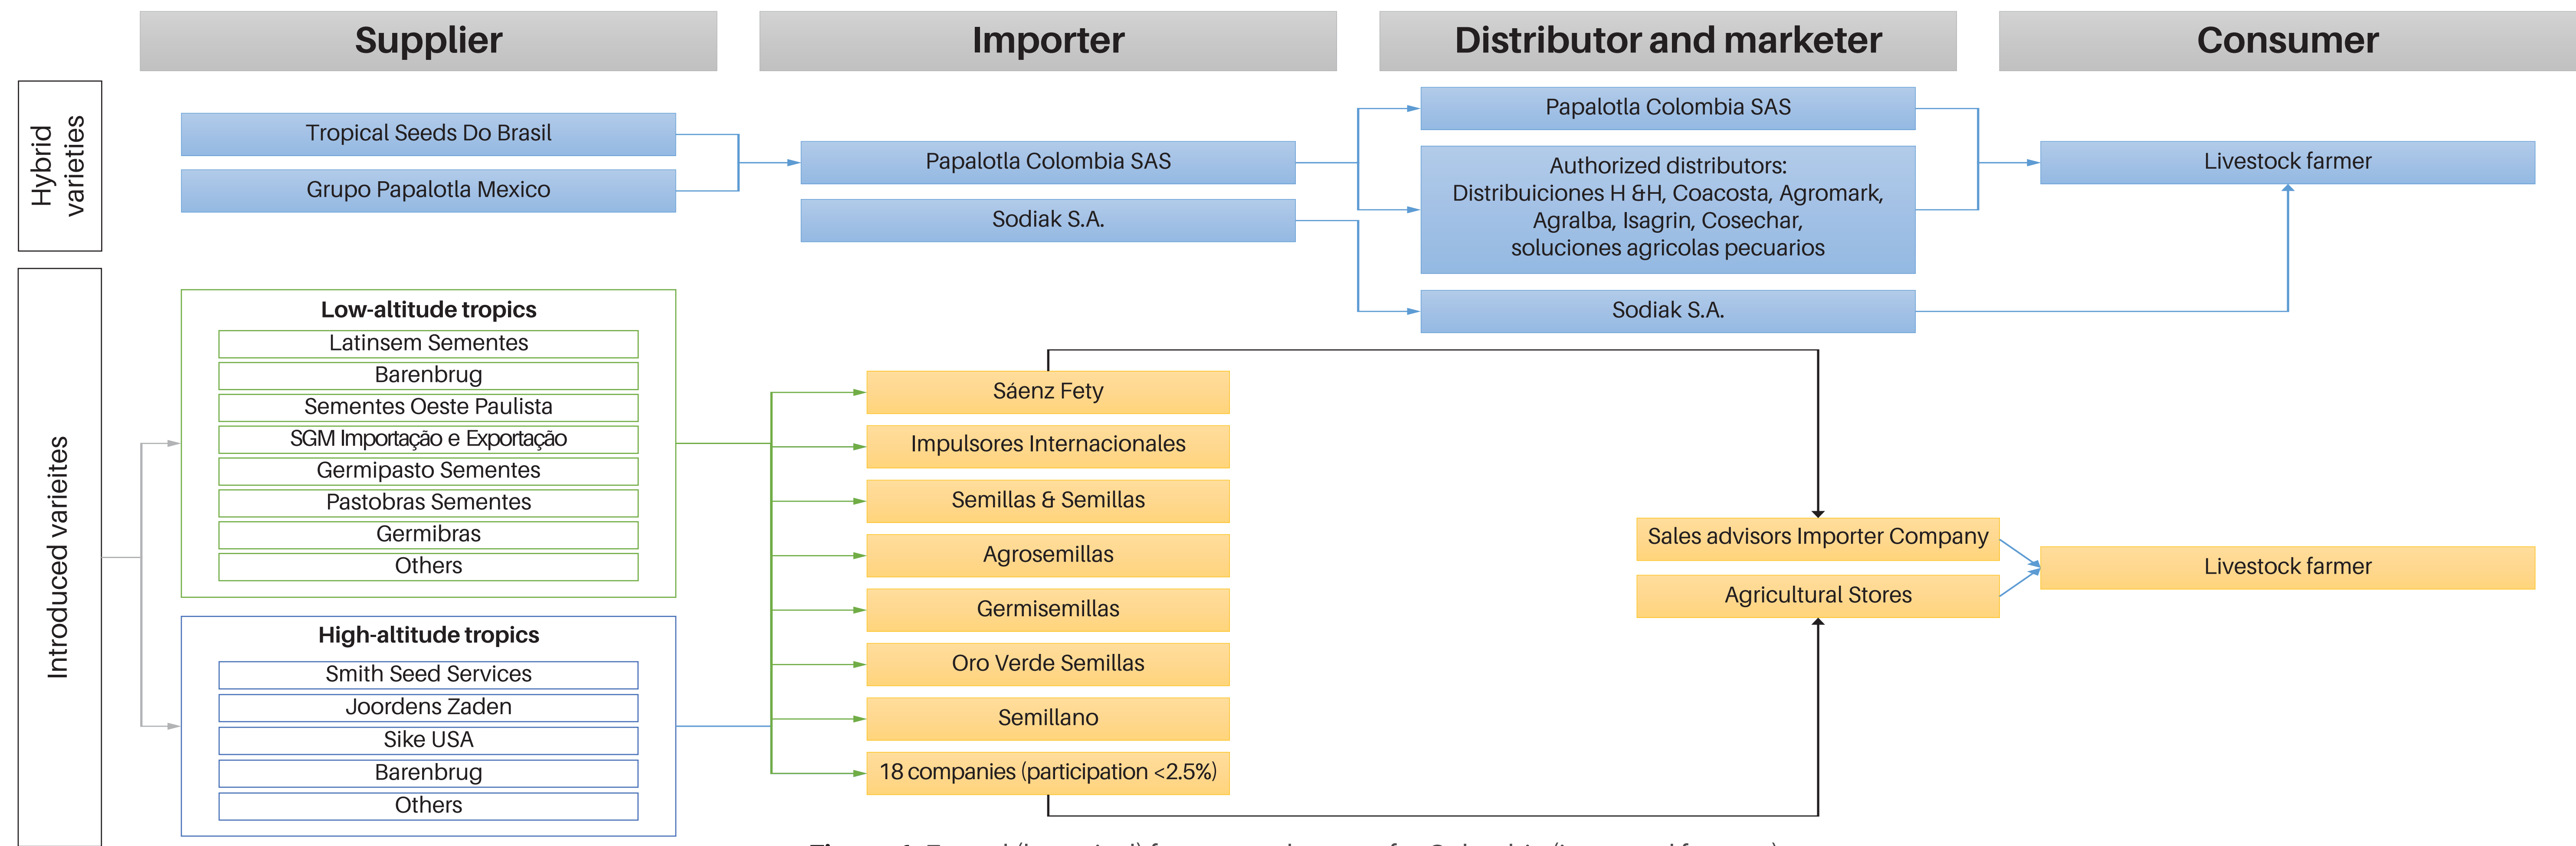 Supplier
Importer
Distributor and marketer
Consumer
Hybrid
varieties
Tropical Seeds Do Brasil
Grupo Papalotla Mexico
Papalotla Colombia SAS
Sodiak S.A.
Papalotla Colombia SAS
Authorized distributors:
Distribuiciones H &H, Coacosta, Agromark,
Agralba, Isagrin, Cosechar,
soluciones agricolas pecuarios
Sodiak S.A.
Livestock farmer
Introduced varieites
Low-altitude tropics
Latinsem Sementes
Barenbrug
Sementes Oeste Paulista
SGM Importação e Exportação
Germipasto Sementes
Pastobras Sementes
Germibras
Others
High-altitude tropics
Smith Seed Services
Joordens Zaden
Sike USA
Barenbrug
Others
Sáenz Fety
Impulsores Internacionales
Semillas & Semillas
Agrosemillas
Germisemillas
Oro Verde Semillas
Semillano
18 companies (participation <2.5%)
Sales advisors Importer Company
Agricultural Stores
Livestock farmer